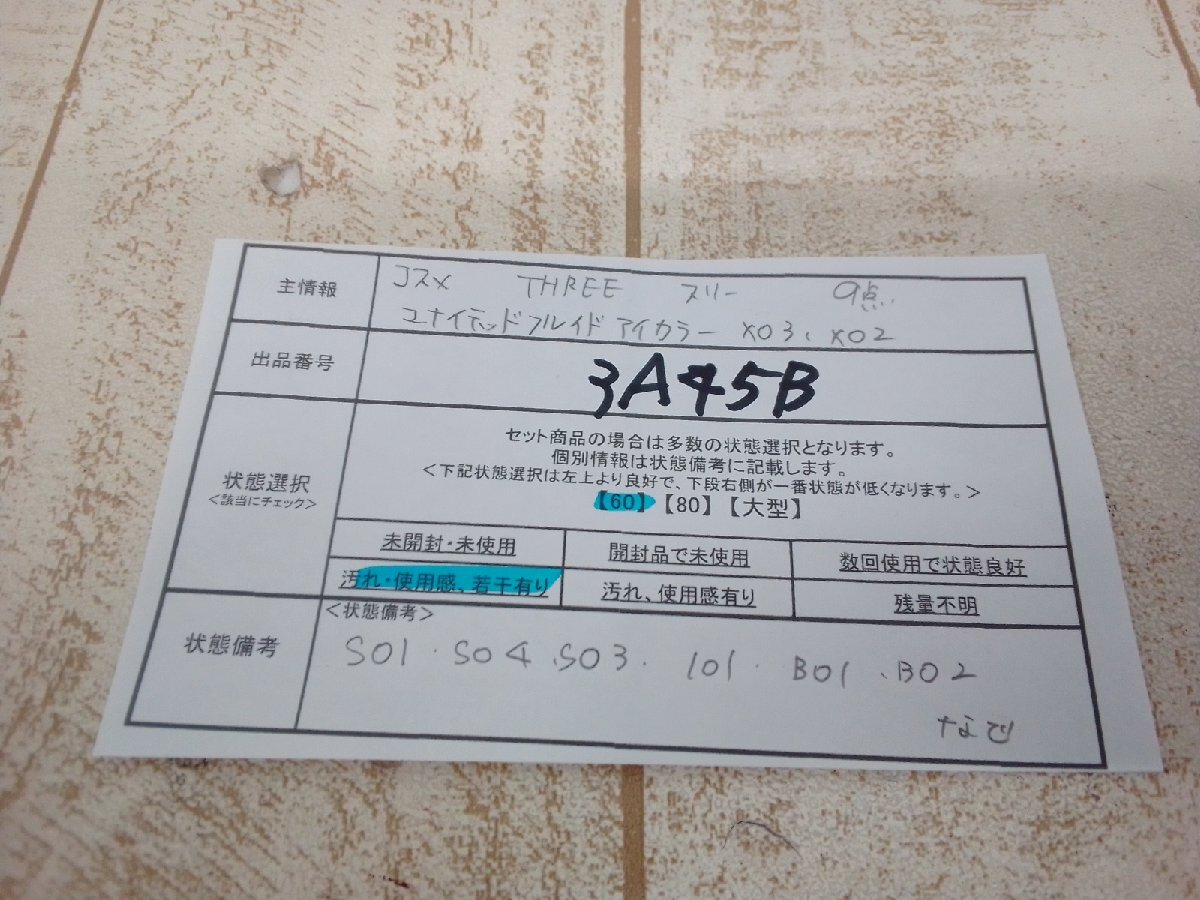 主情報
Jスメ THREE スリー 9点
ユナイテッドフルイドアイカラー X03、X02
出品番号
3A45B
状態選択
<該当にチェック>
セット商品の場合は多数の状態選択となります。
個別情報は状態備考に記載します。
<下記状態選択は左上より良好で、下段右側が一番状態が低くなります。>
【60】【80】【大型】
未開封・未使用 開封品で未使用 数回使用で状態良好
汚れ・使用感、若干有り 汚れ、使用感有り 残量不明
状態備考
<状態備考>
S01・S04、S03・101・B01、B02
など